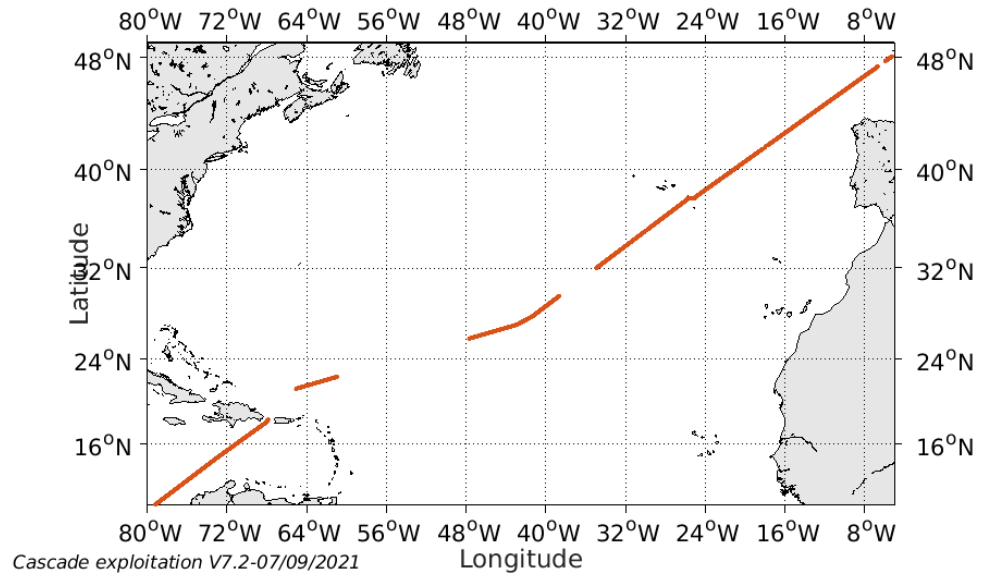 80°W 72°W 64°W 56°W 48°W 40°W 32°W 24°W 16°W 8°W
48°N 48°N
40°N 40°N
32°N 32°N
24°N 24°N
16°N 16°N
Latitude
80°W 72°W 64°W 56°W 48°W 40°W 32°W 24°W 16°W 8°W
Longitude
Cascade exploitation V7.2-07/09/2021